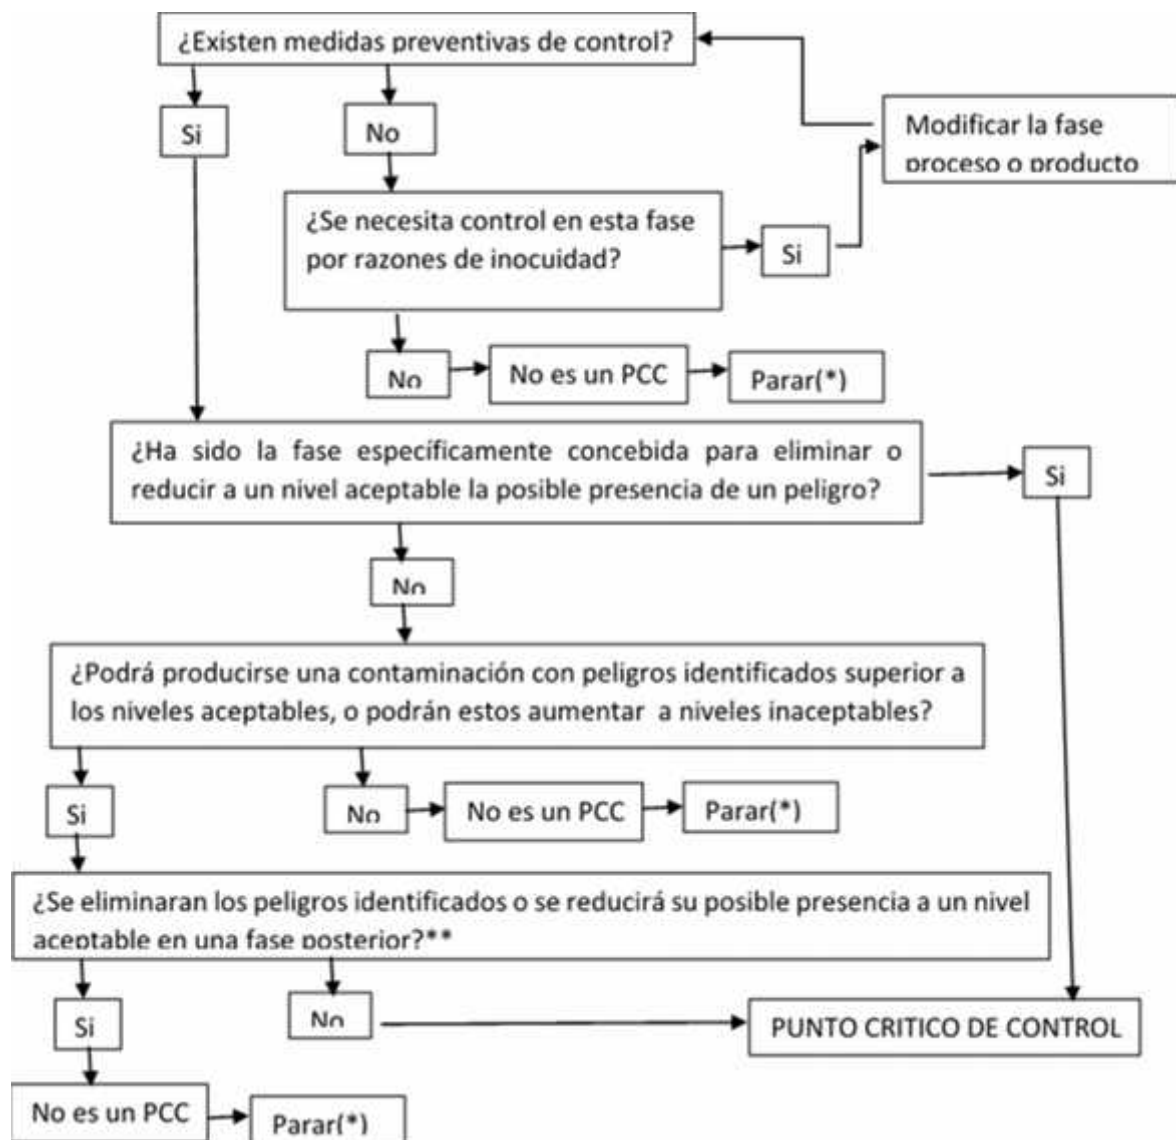 ¿Existen medidas preventivas de control?
Si
No
Modificar la fase
proceso o producto
¿Se necesita control en esta fase
por razones de inocuidad?
Si
No
No es un PCC
Parar(*)
¿Ha sido la fase específicamente concebida para eliminar o
reducir a un nivel aceptable la posible presencia de un peligro?
Si
No
¿Podrá producirse una contaminación con peligros identificados superior a
los niveles aceptables, o podrán estos aumentar a niveles inaceptables?
Si
No
No es un PCC
Parar(*)
¿Se eliminaran los peligros identificados o se reducirá su posible presencia a un nivel
aceptable en una fase posterior?**
Si
No
PUNTO CRITICO DE CONTROL
No es un PCC
Parar(*)